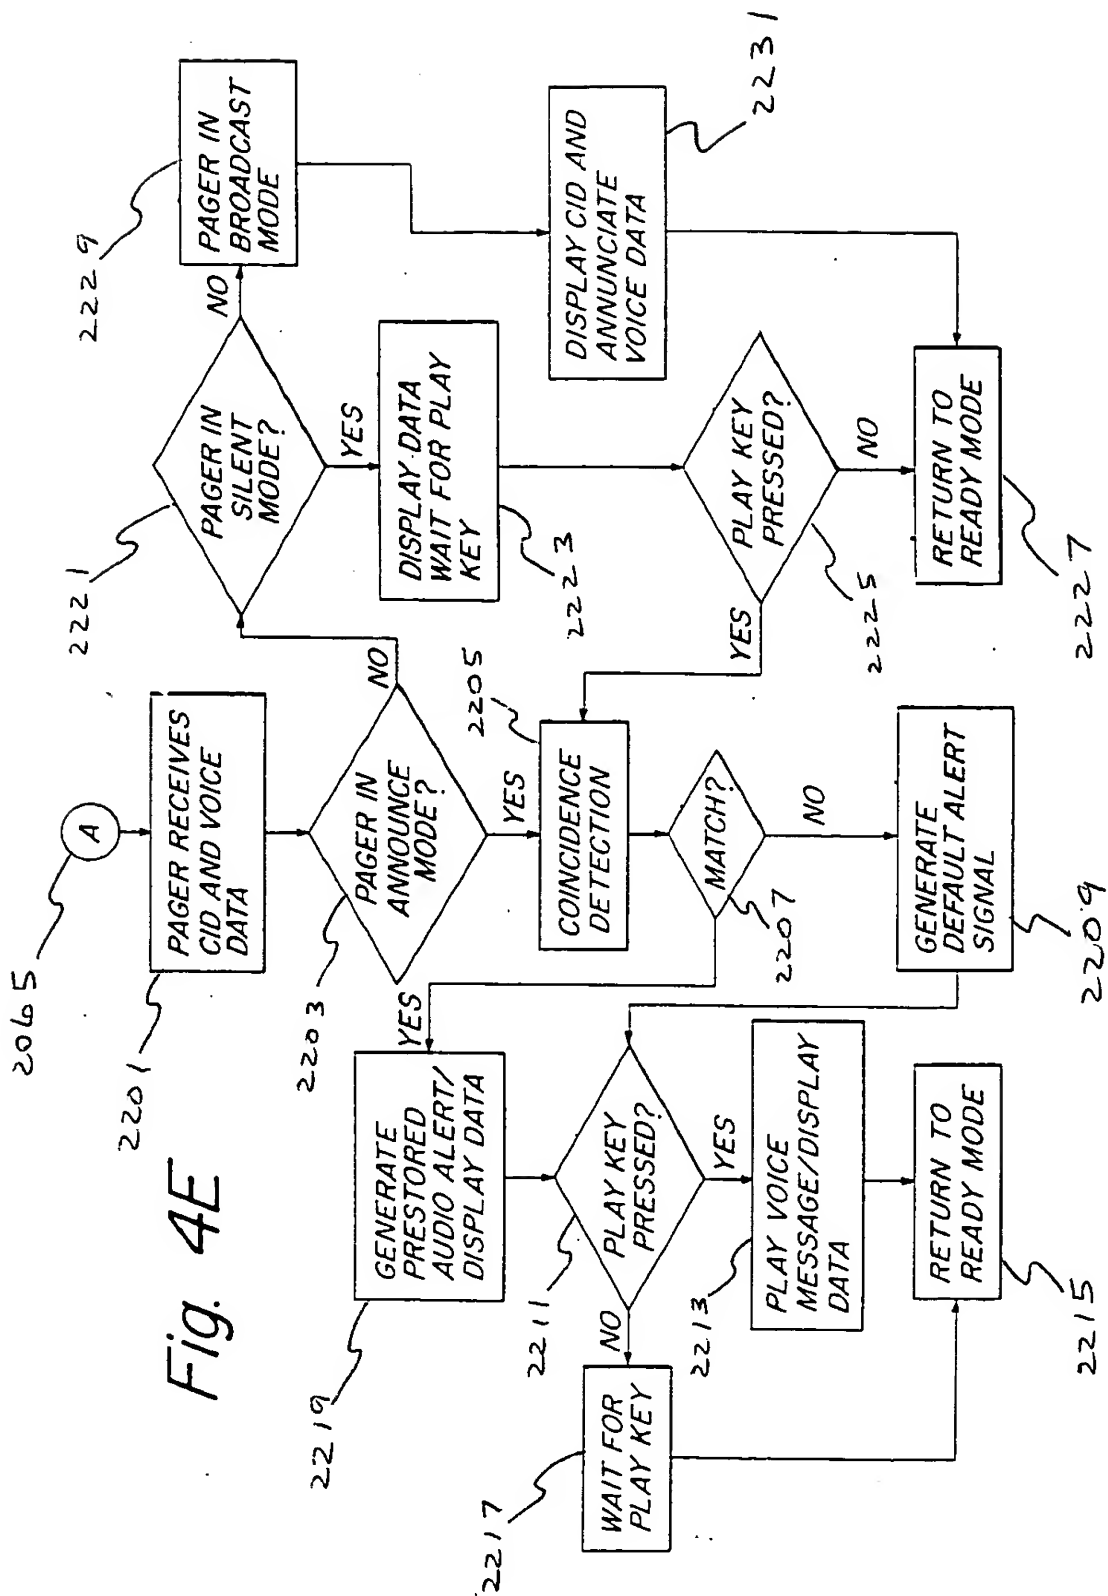 Fig. 4E
2065
A
2201
PAGER RECEIVES
CID AND VOICE
DATA
2203
PAGER IN
ANNOUNCE
MODE?
NO
YES
2221
PAGER IN
SILENT
MODE?
NO
YES
2229
PAGER IN
BROADCAST
MODE
2223
DISPLAY DATA
WAIT FOR PLAY
KEY
2231
DISPLAY CID AND
ANNUNCIATE
VOICE DATA
2225
PLAY KEY
PRESSED?
YES
NO
2227
RETURN TO
READY MODE
2205
COINCIDENCE
DETECTION
2207
MATCH?
YES
NO
2209
GENERATE
DEFAULT ALERT
SIGNAL
2219
GENERATE
PRESTORED
AUDIO ALERT/
DISPLAY DATA
2211
PLAY KEY
PRESSED?
NO
YES
2217
WAIT FOR
PLAY KEY
2213
PLAY VOICE
MESSAGE/DISPLAY
DATA
2215
RETURN TO
READY MODE